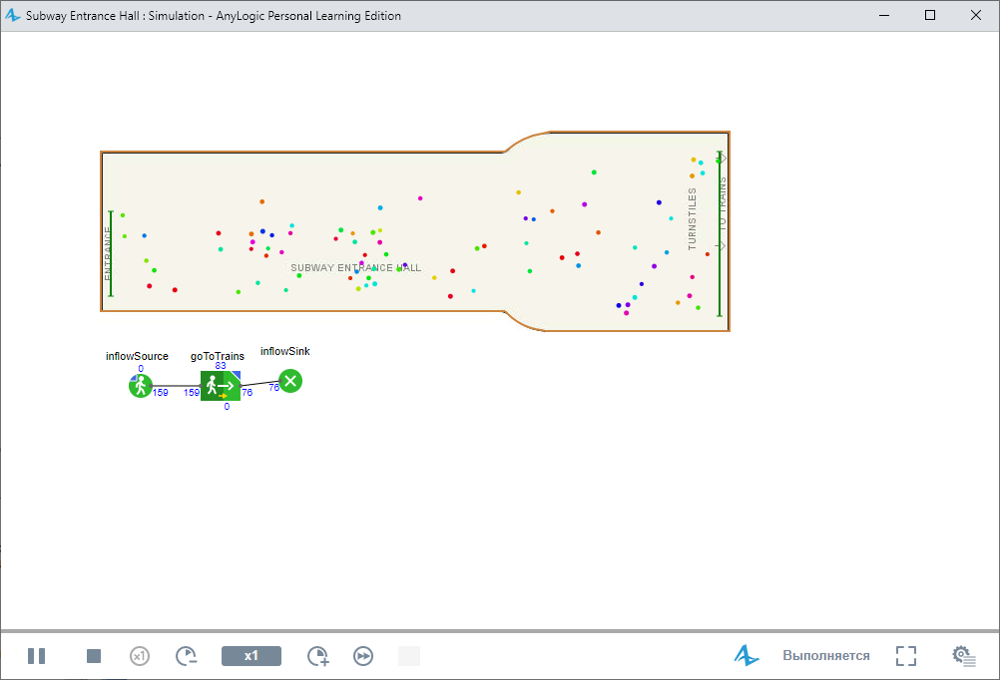 Subway Entrance Hall : Simulation - AnyLogic Personal Learning Edition
ENTRANCE
SUBWAY ENTRANCE HALL
TURNSTILES
TO TRAINS
inflowSource
goToTrains
inflowSink
0
83
159
159
76
76
0
x1
x1
Выполняется